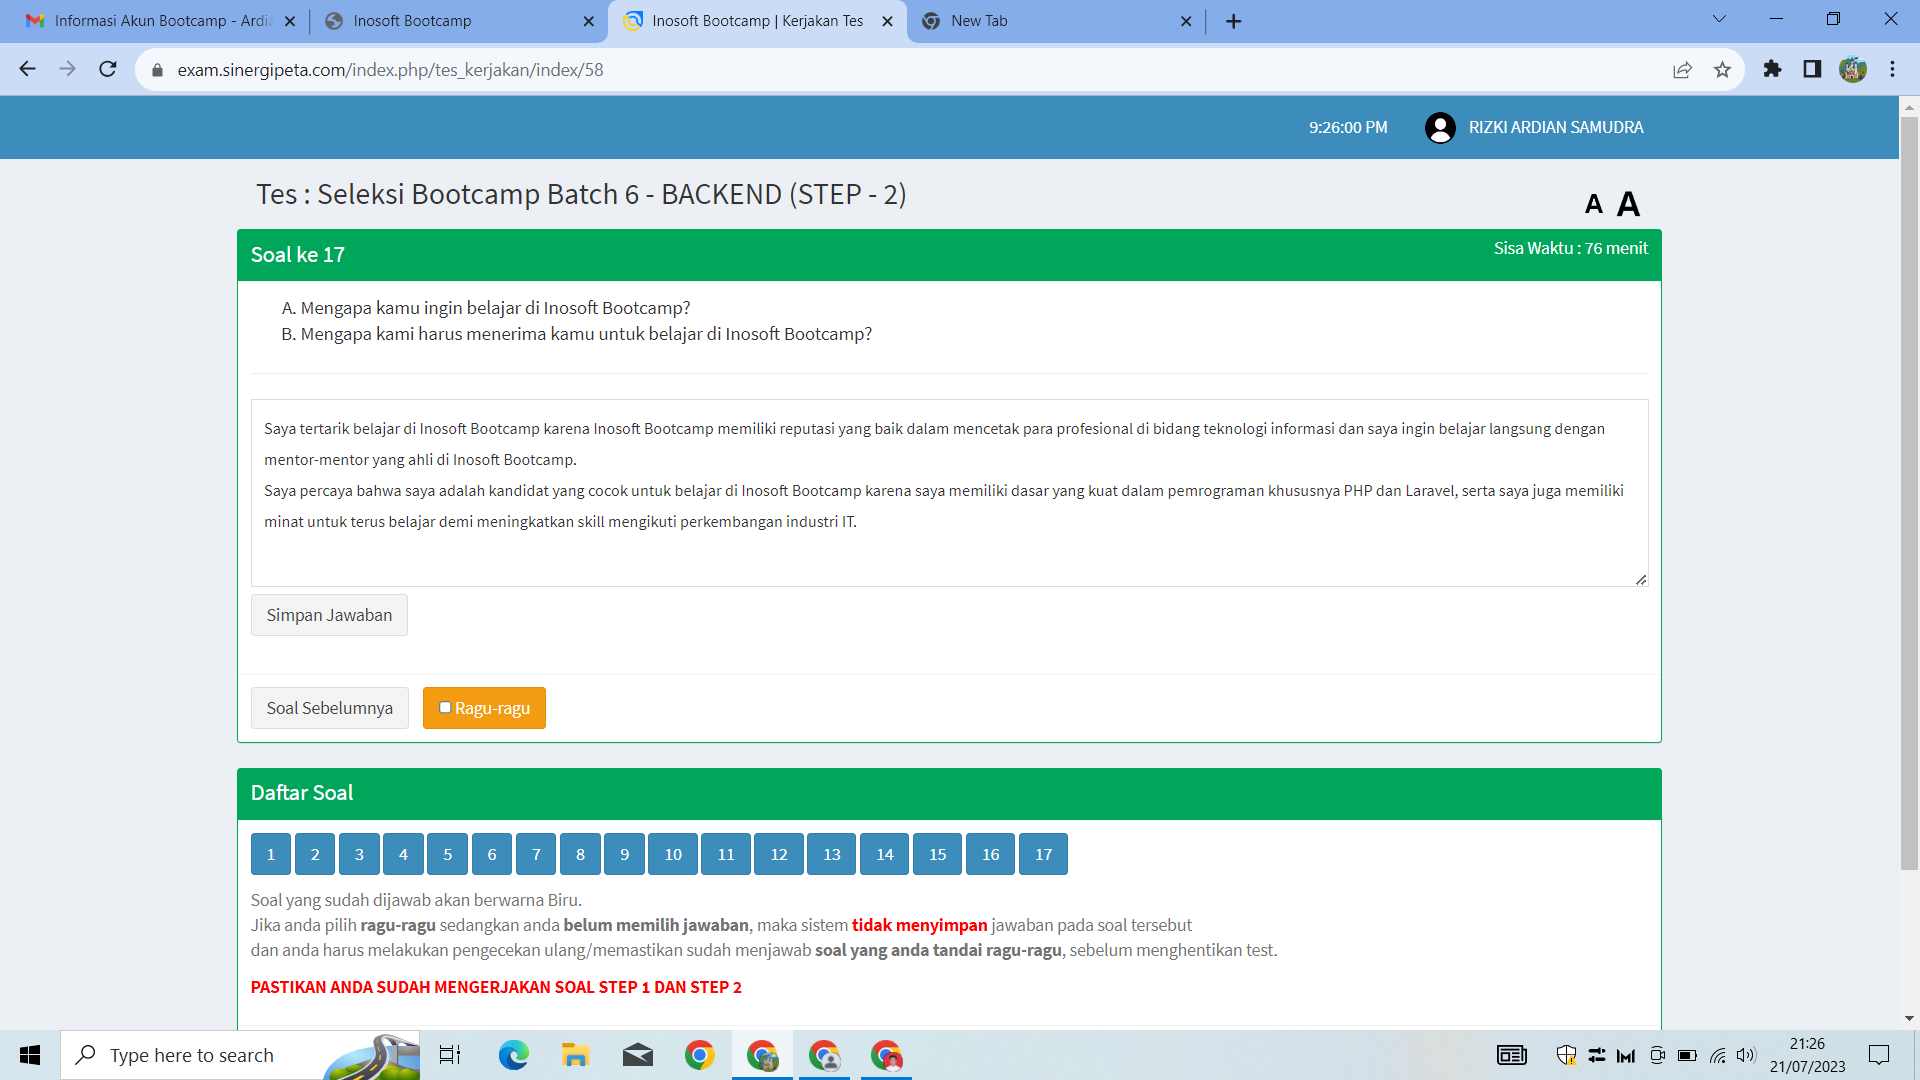 Informasi Akun Bootcamp - Ardia
Inosoft Bootcamp
Inosoft Bootcamp | Kerjakan Tes
New Tab
exam.sinergipeta.com/index.php/tes_kerjakan/index/58
9:26:00 PM
RIZKI ARDIAN SAMUDRA
Tes : Seleksi Bootcamp Batch 6 - BACKEND (STEP - 2)
A A
Soal ke 17
Sisa Waktu : 76 menit
A. Mengapa kamu ingin belajar di Inosoft Bootcamp?
B. Mengapa kami harus menerima kamu untuk belajar di Inosoft Bootcamp?
Saya tertarik belajar di Inosoft Bootcamp karena Inosoft Bootcamp memiliki reputasi yang baik dalam mencetak para profesional di bidang teknologi informasi dan saya ingin belajar langsung dengan
mentor-mentor yang ahli di Inosoft Bootcamp.
Saya percaya bahwa saya adalah kandidat yang cocok untuk belajar di Inosoft Bootcamp karena saya memiliki dasar yang kuat dalam pemrograman khususnya PHP dan Laravel, serta saya juga memiliki
minat untuk terus belajar demi meningkatkan skill mengikuti perkembangan industri IT.
Simpan Jawaban
Soal Sebelumnya
Ragu-ragu
Daftar Soal
1 2 3 4 5 6 7 8 9 10 11 12 13 14 15 16 17
Soal yang sudah dijawab akan berwarna Biru.
Jika anda pilih ragu-ragu sedangkan anda belum memilih jawaban, maka sistem tidak menyimpan jawaban pada soal tersebut
dan anda harus melakukan pengecekan ulang/memastikan sudah menjawab soal yang anda tandai ragu-ragu, sebelum menghentikan test.
PASTIKAN ANDA SUDAH MENGERJAKAN SOAL STEP 1 DAN STEP 2
Type here to search
21:26
21/07/2023